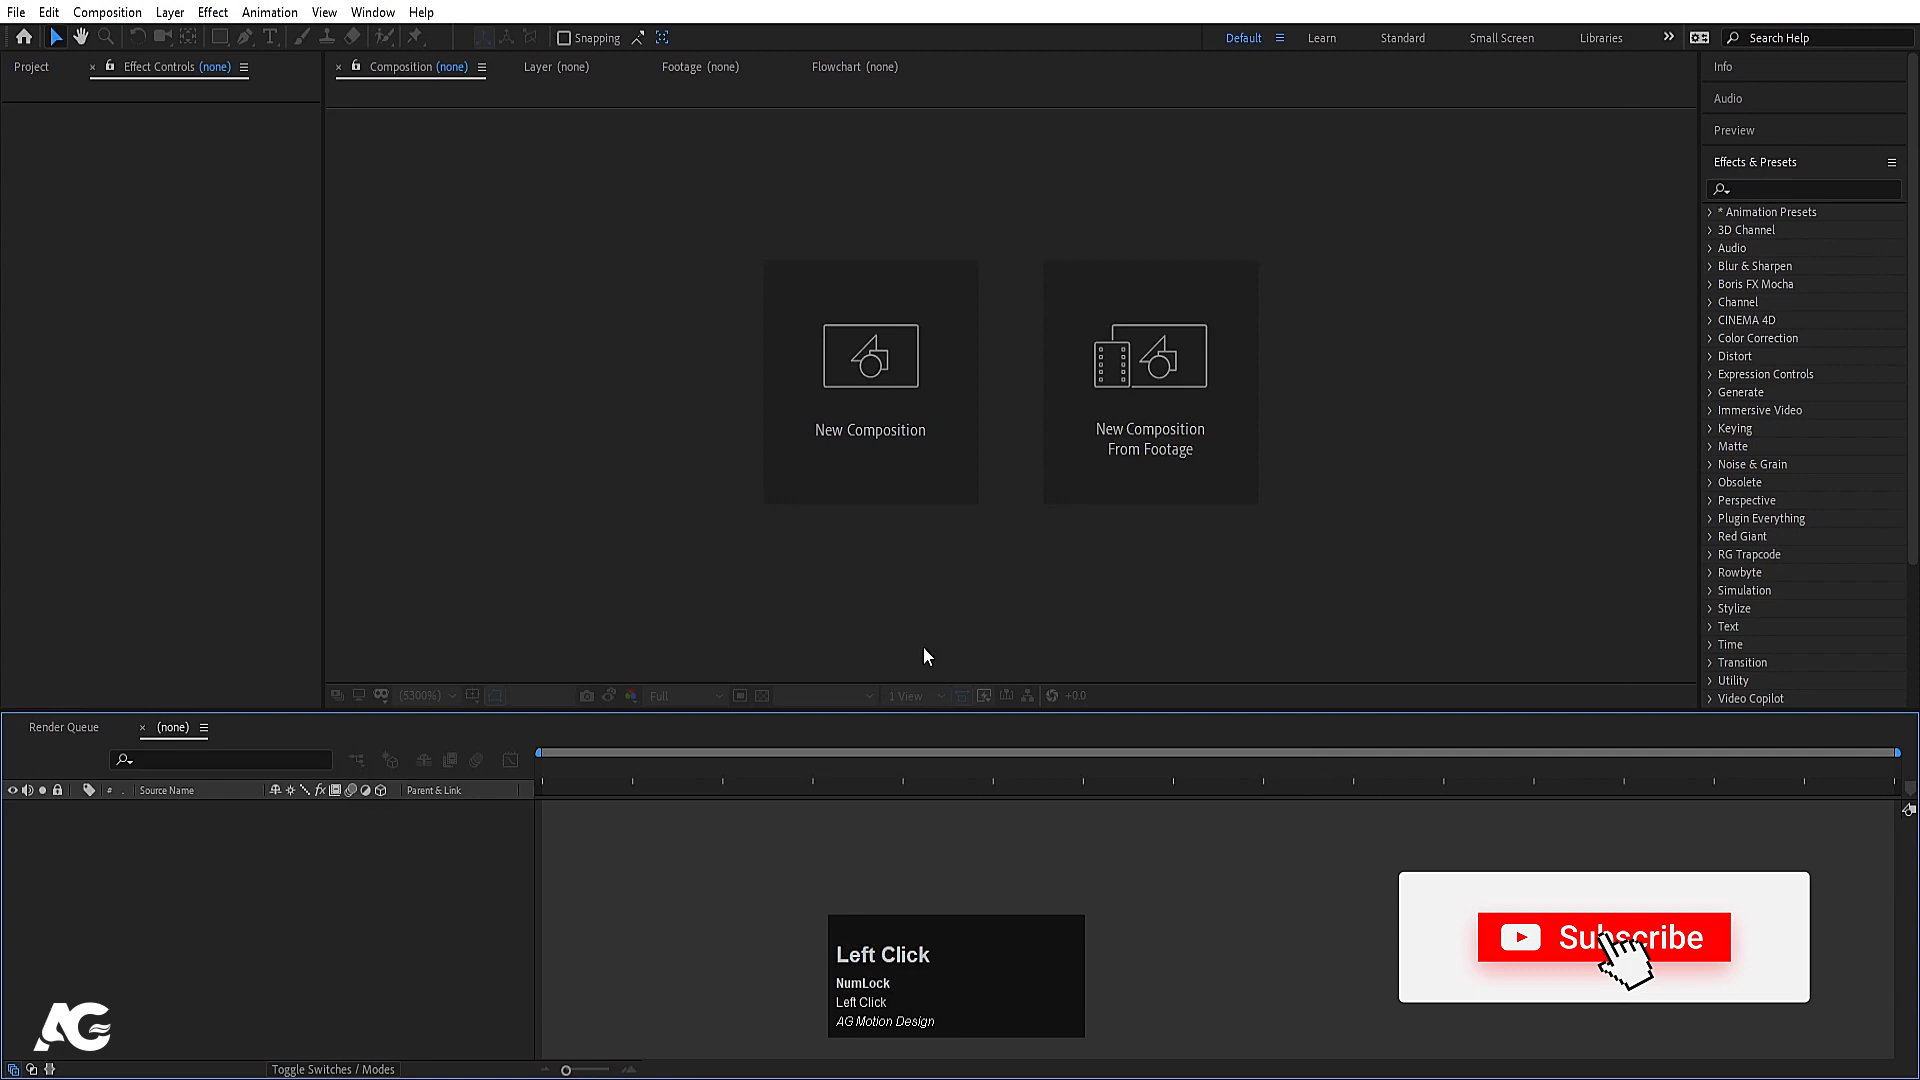 File Edit Composition Layer Effect Animation View Window Help
Snapping Default Learn Standard Small Screen Libraries Search Help
Project Effect Controls (none) Composition (none) Layer (none) Footage (none) Flowchart (none)
Info
Audio
Preview
Effects & Presets
* Animation Presets
3D Channel
Audio
Blur & Sharpen
Boris FX Mocha
Channel
CINEMA 4D
Color Correction
Distort
Expression Controls
Generate
Immersive Video
Keying
Matte
Noise & Grain
Obsolete
Perspective
Plugin Everything
Red Giant
RG Trapcode
Rowbyte
Simulation
Stylize
Text
Time
Transition
Utility
Video Copilot
New Composition
New Composition
From Footage
(5300%) Full 1 View +0.0
Render Queue (none)
# . Source Name fx Parent & Link
Left Click
NumLock
Left Click
AG Motion Design
Subscribe
AG
Toggle Switches / Modes